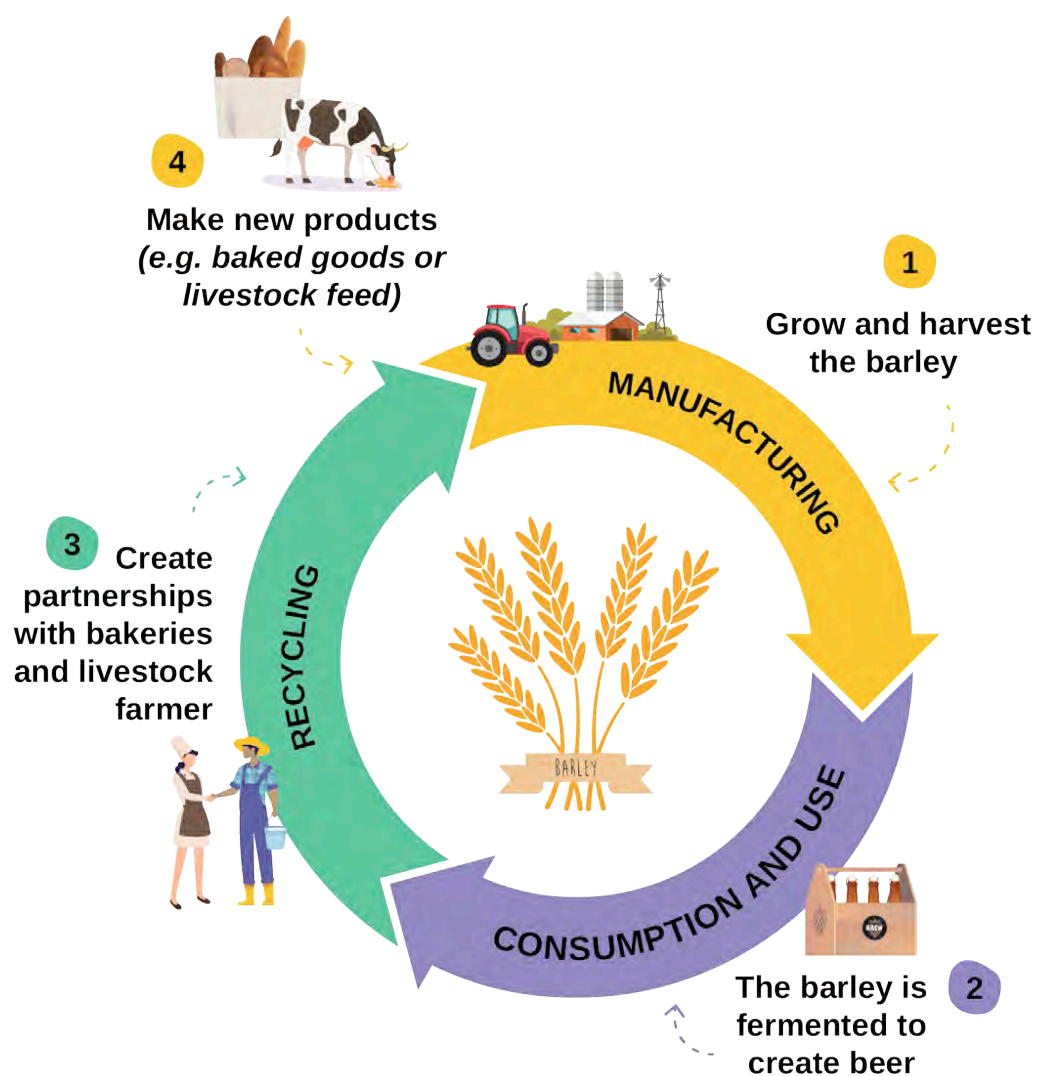 4
Make new products
(e.g. baked goods or
livestock feed)
1
Grow and harvest
the barley
MANUFACTURING
3
Create
partnerships
with bakeries
and livestock
farmer
RECYCLING
BARLEY
CONSUMPTION AND USE
BREW
2
The barley is
fermented to
create beer